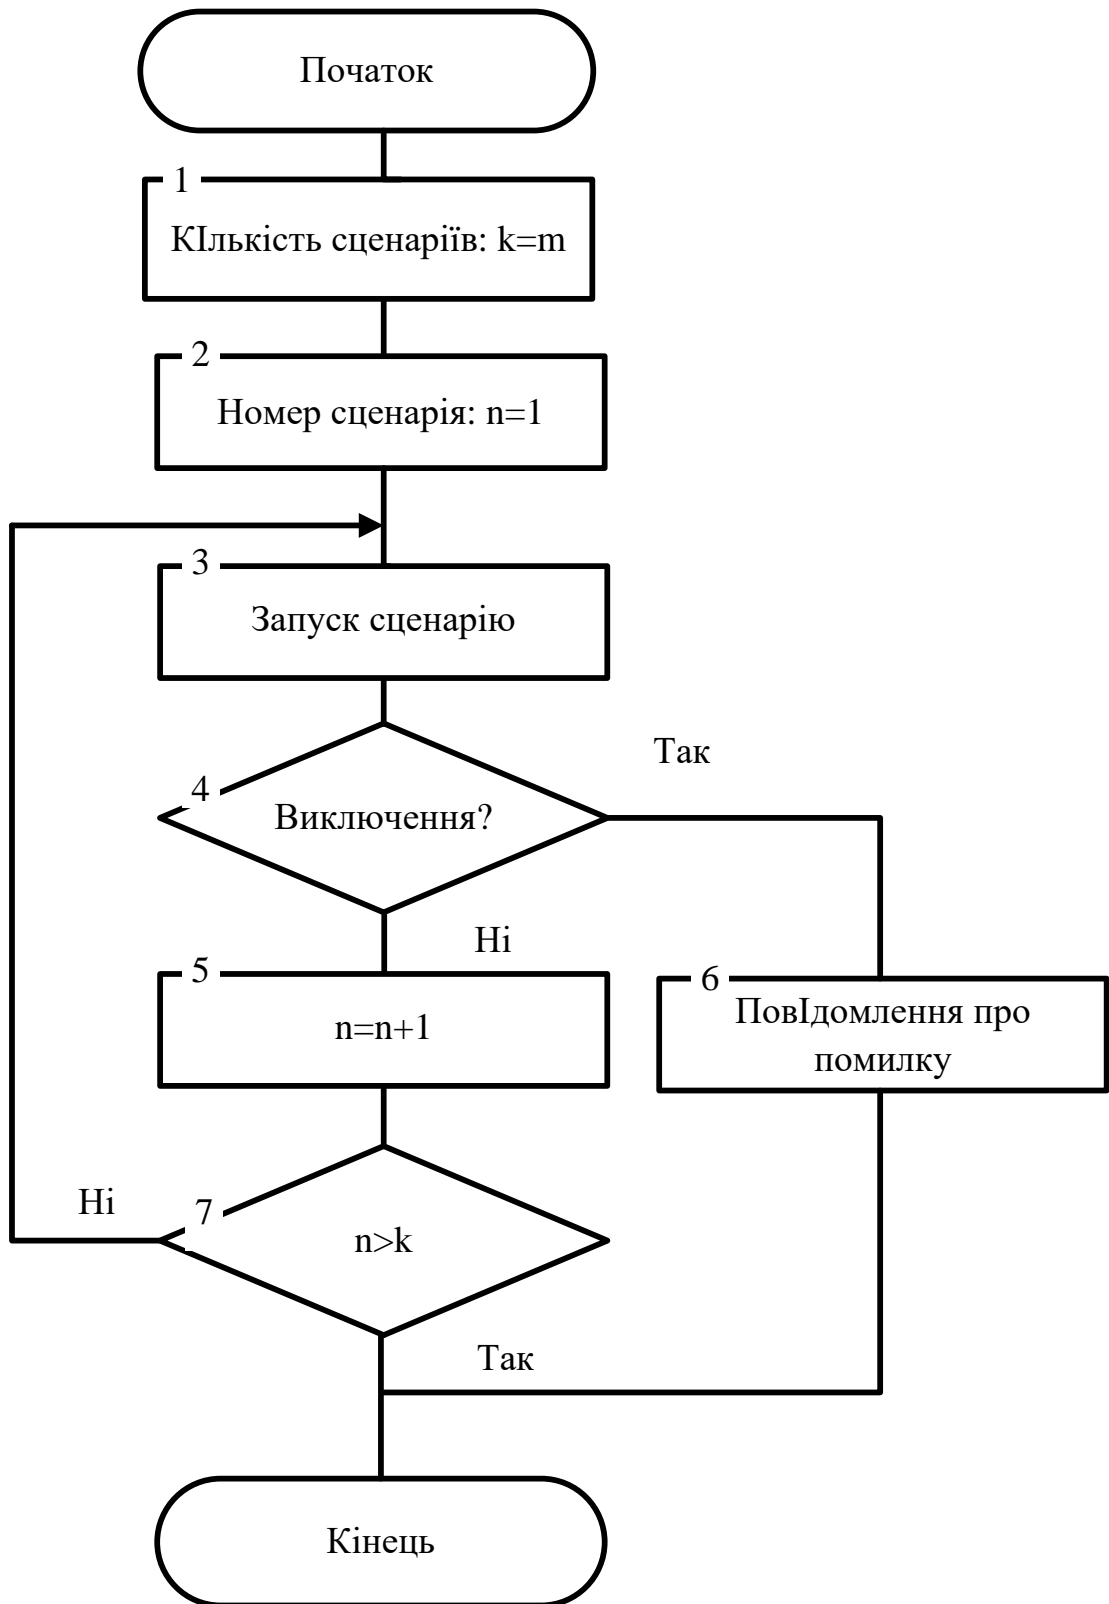 Початок
1
КІлькість сценаріїв: k=m
2
Номер сценарія: n=1
3
Запуск сценарію
Так
4
Виключення?
Ні
5
n=n+1
6
ПовІдомлення про
помилку
Ні
7
n>k
Так
Кінець